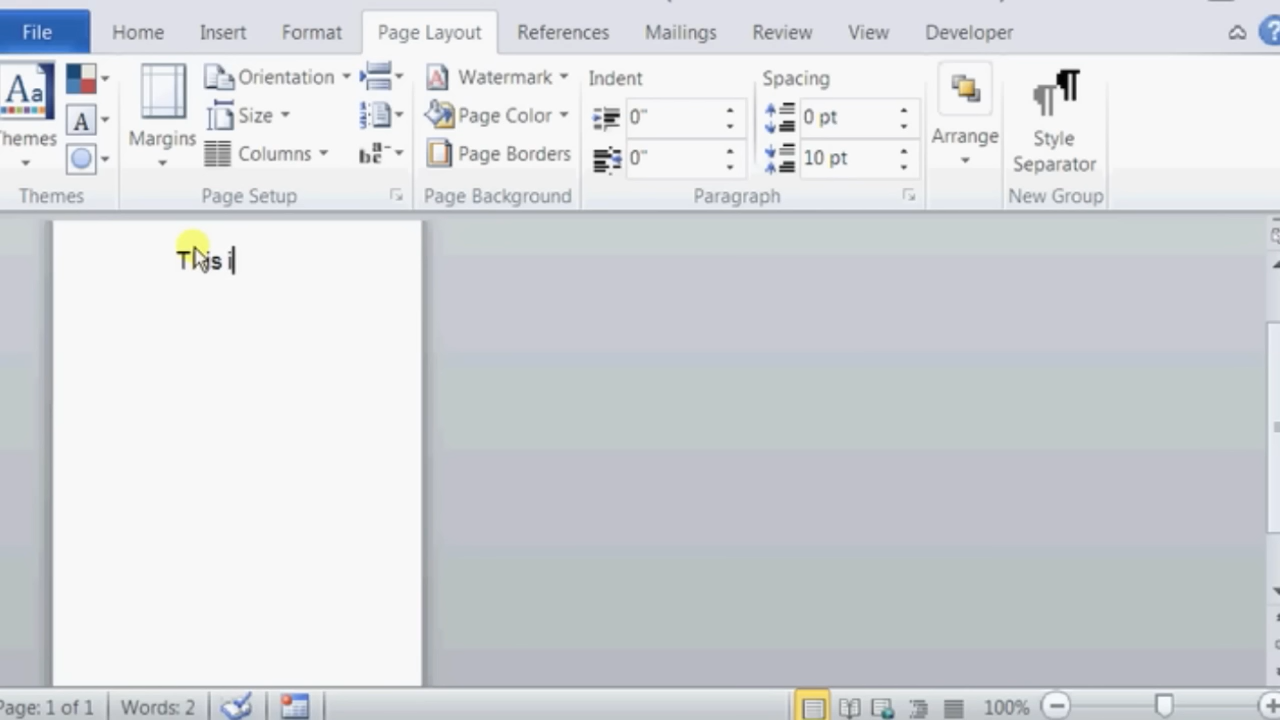 File Home Insert Format Page Layout References Mailings Review View Developer
Orientation Watermark Indent Spacing
Aa A Size Page Color 0" 0 pt
Themes Margins Columns Page Borders 0" 10 pt Arrange Style Separator
Themes Page Setup Page Background Paragraph New Group
This i
Page: 1 of 1 Words: 2 100%